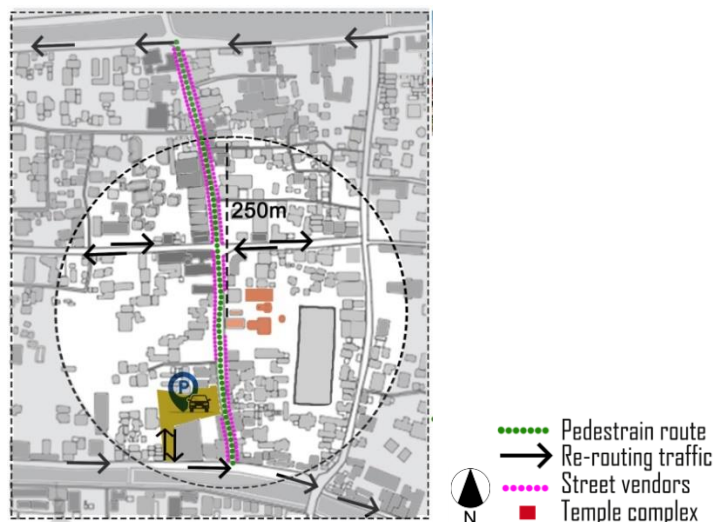 250m
P
Pedestrain route
Re-routing traffic
Street vendors
Temple complex
N